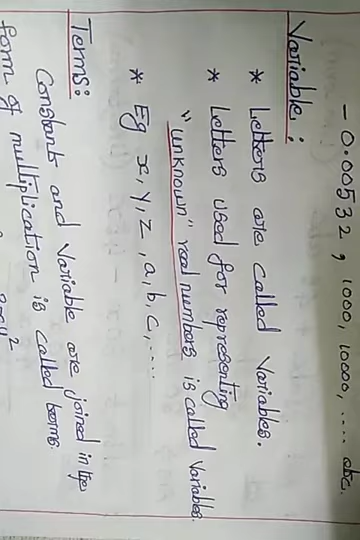 - 0.00532, 1000, 10000, .... etc.
Variable :
* Letters are called Variables.
* Letters used for representing
"unknown" real numbers is called Variables.
* Eg x, y, z, a, b, c, ....
Terms:
Constants and Variable are joined in the
form of multiplication is called terms.